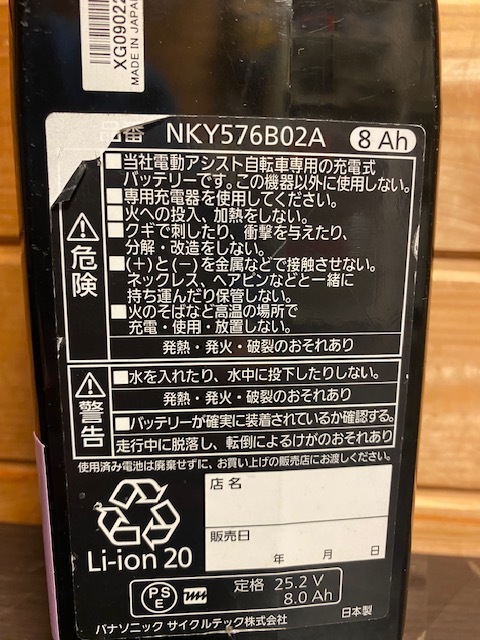 XG09022
MADE IN JAPAN
品番 NKY576B02A 8 Ah
危険
■当社電動アシスト自転車専用の充電式
バッテリーです。この機器以外に使用しない。
■専用充電器を使用してください。
■火への投入、加熱をしない。
■クギで刺したり、衝撃を与えたり、
分解・改造をしない。
■(+)と(−)を金属などで接触させない。
ネックレス、ヘアピンなどと一緒に
持ち運んだり保管しない。
■火のそばなど高温の場所で
充電・使用・放置しない。
発熱・発火・破裂のおそれあり
警告
■水を入れたり、水中に投下したりしない。
発熱・発火・破裂のおそれあり
■バッテリーが確実に装着されているか確認する。
走行中に脱落し、転倒によるけがのおそれあり
使用済み電池は廃棄せずに、お買い上げの販売店にお渡しください。
Li-ion 20
店名
販売日
年 月 日
PSE
定格 25.2 V
8.0 Ah
パナソニック サイクルテック株式会社
日本製